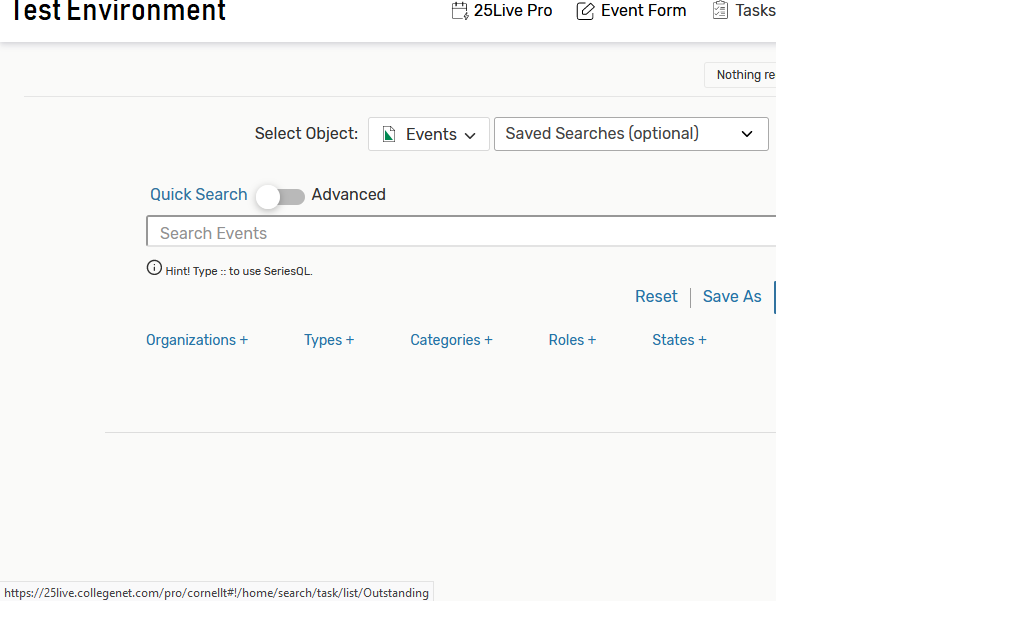 Test Environment
25Live Pro
Event Form
Tasks
Nothing re
Select Object:
Events
Saved Searches (optional)
Quick Search
Advanced
Search Events
Hint! Type :: to use SeriesQL.
Reset
Save As
Organizations +
Types +
Categories +
Roles +
States +
https://25live.collegenet.com/pro/cornellt#!/home/search/task/list/Outstanding